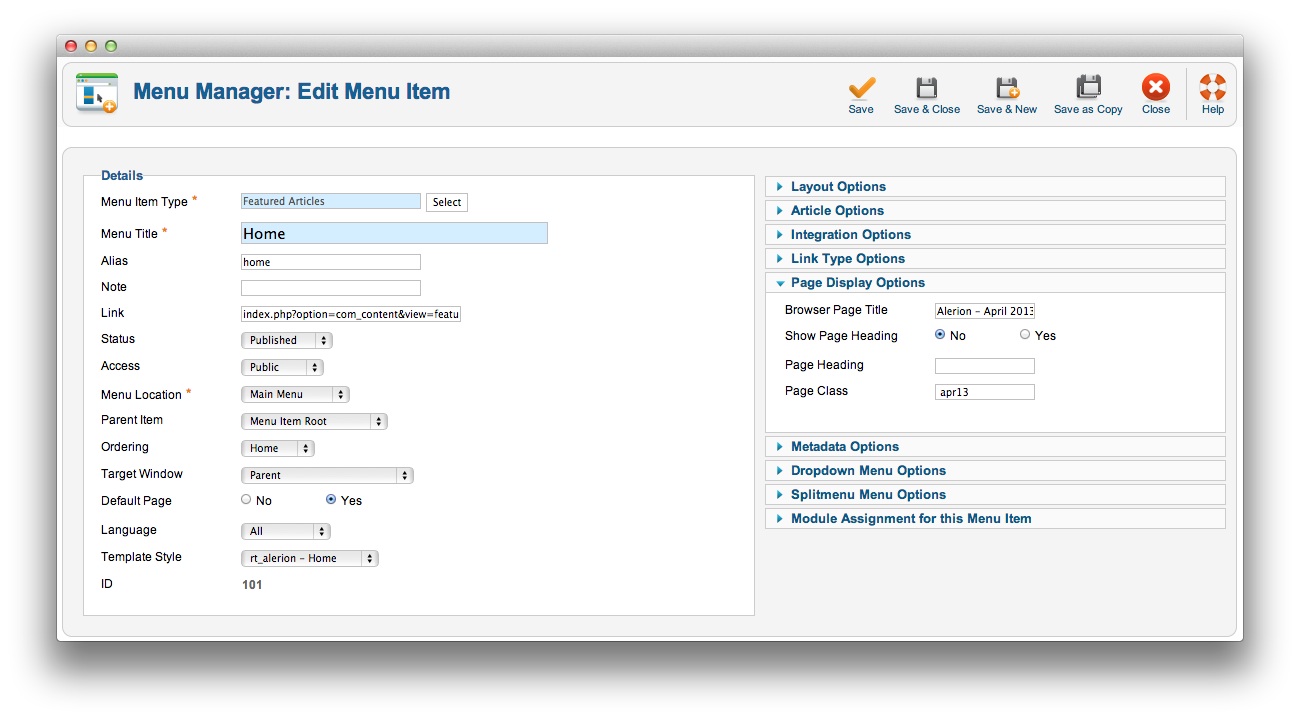 Menu Manager: Edit Menu Item
Save
Save & Close
Save & New
Save as Copy
Close
Help
Details
Menu Item Type * Featured Articles Select
Menu Title * Home
Alias home
Note
Link index.php?option=com_content&view=featu
Status Published
Access Public
Menu Location * Main Menu
Parent Item Menu Item Root
Ordering Home
Target Window Parent
Default Page No Yes
Language All
Template Style rt_alerion - Home
ID 101
Layout Options
Article Options
Integration Options
Link Type Options
Page Display Options
Browser Page Title Alerion - April 2013
Show Page Heading No Yes
Page Heading
Page Class apr13
Metadata Options
Dropdown Menu Options
Splitmenu Menu Options
Module Assignment for this Menu Item